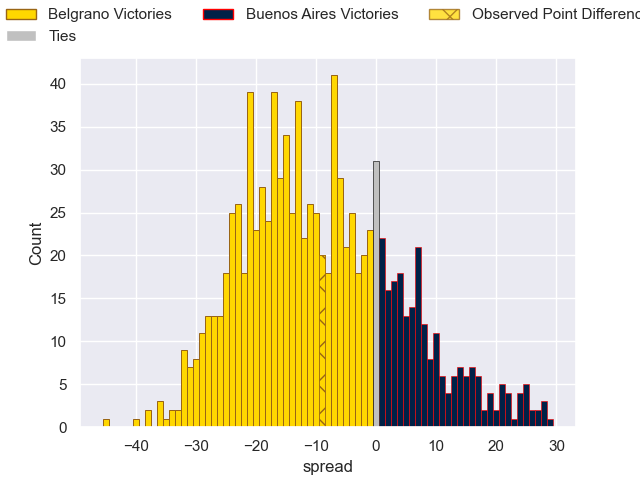 Belgrano Victories
Buenos Aires Victories
Observed Point Differenc
Ties
40
35
30
25
20
15
10
5
0
Count
−40
−30
−20
−10
0
10
20
30
spread